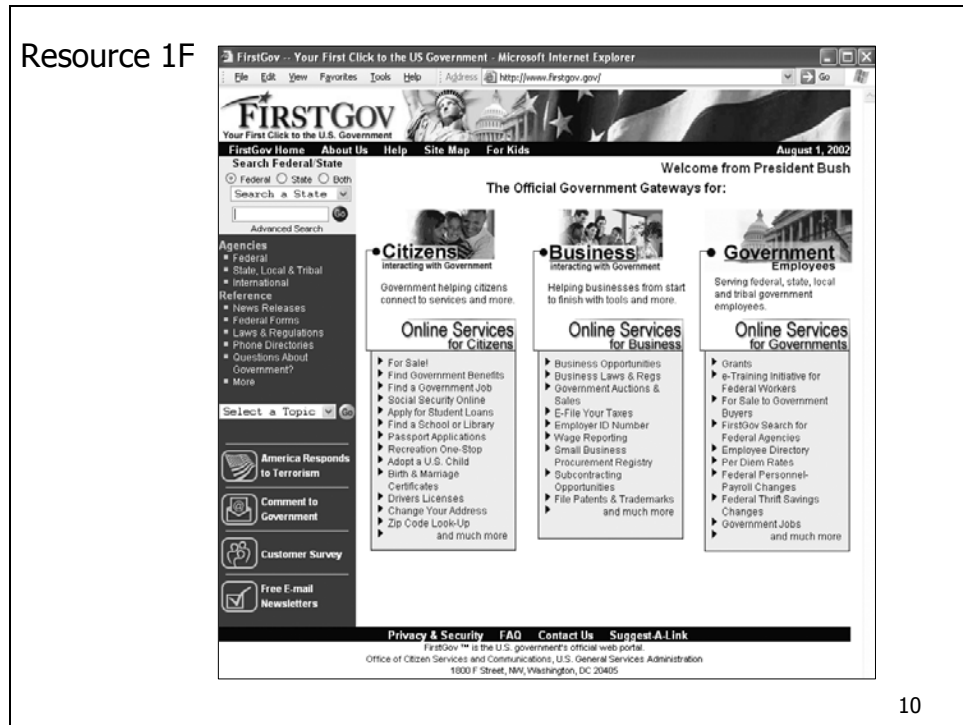 Resource 1F
FirstGov -- Your First Click to the US Government - Microsoft Internet Explorer
File Edit View Favorites Tools Help Address http://www.firstgov.gov/ Go
FIRSTGOV
Your First Click to the U.S. Government
FirstGov Home About Us Help Site Map For Kids August 1, 2002
Search Federal/State
Federal State Both
Search a State
Go
Advanced Search
Agencies
Federal
State, Local & Tribal
International
Reference
News Releases
Federal Forms
Laws & Regulations
Phone Directories
Questions About
Government?
More
Select a Topic Go
America Responds
to Terrorism
Comment to
Government
Customer Survey
Free E-mail
Newsletters
Welcome from President Bush
The Official Government Gateways for:
Citizens
interacting with Government
Government helping citizens
connect to services and more.
Online Services
for Citizens
For Sale!
Find Government Benefits
Find a Government Job
Social Security Online
Apply for Student Loans
Find a School or Library
Passport Applications
Recreation One-Stop
Adopt a U.S. Child
Birth & Marriage
Certificates
Drivers Licenses
Change Your Address
Zip Code Look-Up
and much more
Business
interacting with Government
Helping businesses from start
to finish with tools and more.
Online Services
for Business
Business Opportunities
Business Laws & Regs
Government Auctions &
Sales
E-File Your Taxes
Employer ID Number
Wage Reporting
Small Business
Procurement Registry
Subcontracting
Opportunities
File Patents & Trademarks
and much more
Government
Employees
Serving federal, state, local
and tribal government
employees.
Online Services
for Governments
Grants
e-Training Initiative for
Federal Workers
For Sale to Government
Buyers
FirstGov Search for
Federal Agencies
Employee Directory
Per Diem Rates
Federal Personnel-
Payroll Changes
Federal Thrift Savings
Changes
Government Jobs
and much more
Privacy & Security FAQ Contact Us Suggest-A-Link
FirstGov ™ is the U.S. government's official web portal.
Office of Citizen Services and Communications, U.S. General Services Administration
1800 F Street, NW, Washington, DC 20405
10